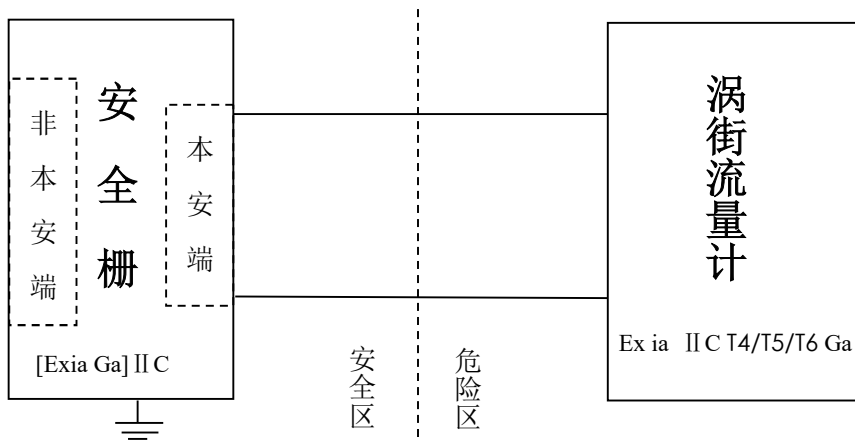 非本安端
安全栅
本安端
[Exia Ga]ⅡC
安全区
危险区
涡街流量计
Ex ia ⅡC T4/T5/T6 Ga